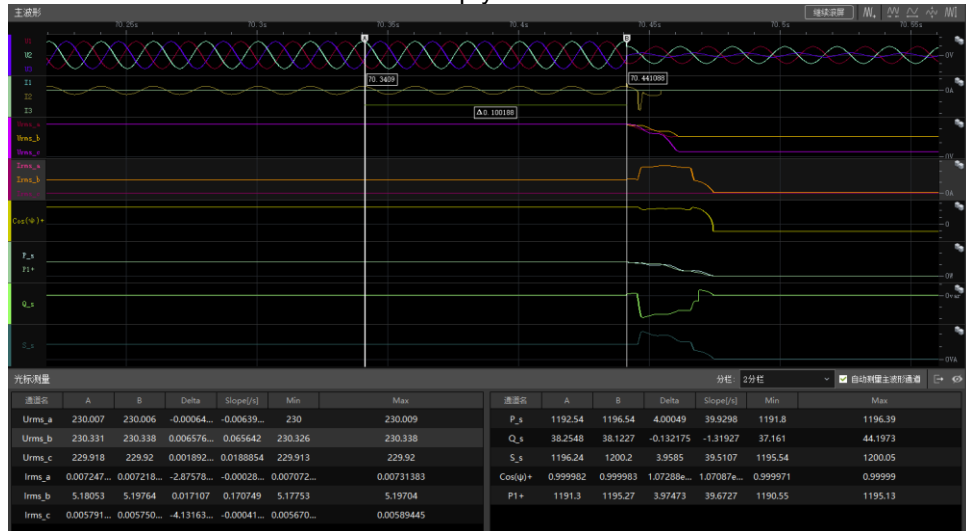 主波形
继续滚屏
70.25s 70.3s 70.35s 70.4s 70.45s 70.5s 70.55s
A B
U2
0V
I1
I2
I3
0A
70.3409
70.441088
Δ0.100188
Urms_b
Urms_c
0V
Irms_a
Irms_b
0A
Cos(ψ)+
0
P_s
P1+
0W
Q_s
0var
S_s
0VA
光标测量
分栏: 2分栏
自动测量主波形通道
通道名 A B Delta Slope[/s] Min Max
Urms_a 230.007 230.006 -0.00064... -0.00639... 230 230.009
Urms_b 230.331 230.338 0.006576... 0.065642 230.326 230.338
Urms_c 229.918 229.92 0.001892... 0.0188854 229.913 229.92
Irms_a 0.007247... 0.007218... -2.87578... -0.00028... 0.007072... 0.00731383
Irms_b 5.18053 5.19764 0.017107 0.170749 5.17753 5.19704
Irms_c 0.005791... 0.005750... -4.13163... -0.00041... 0.005670... 0.00589445
通道名 A B Delta Slope[/s] Min Max
P_s 1192.54 1196.54 4.00049 39.9298 1191.8 1196.39
Q_s 38.2548 38.1227 -0.132175 -1.31927 37.161 44.1973
S_s 1196.24 1200.2 3.9585 39.5107 1195.54 1200.05
Cos(ψ)+ 0.999982 0.999983 1.07288e... 1.07087e... 0.999971 0.99999
P1+ 1191.3 1195.27 3.97473 39.6727 1190.55 1195.13